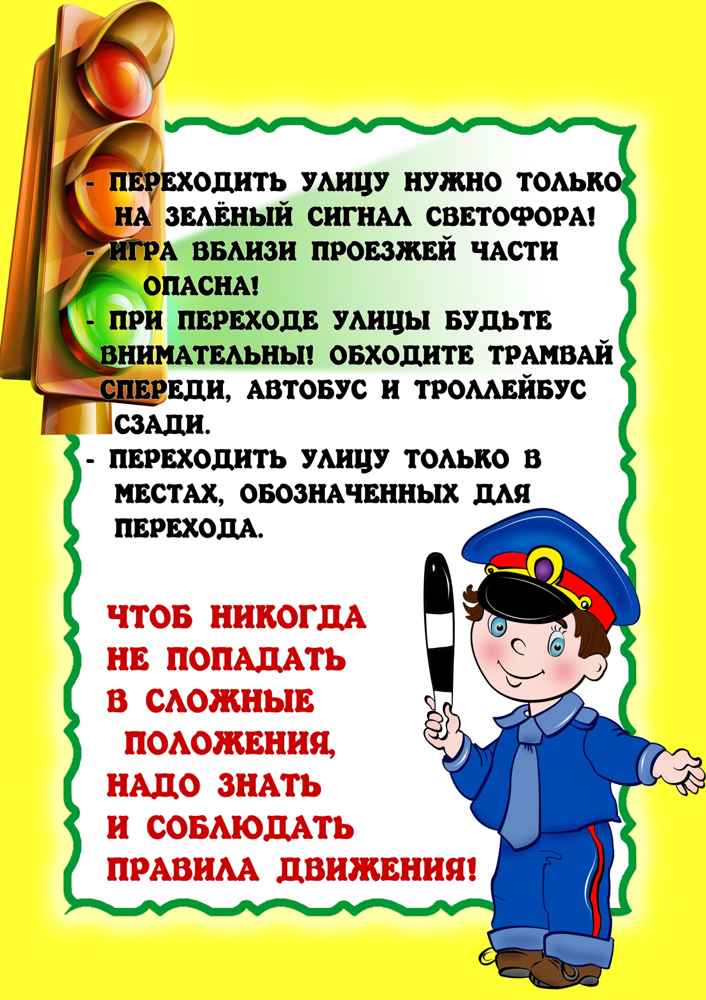 - ПЕРЕХОДИТЬ УЛИЦУ НУЖНО ТОЛЬКО
НА ЗЕЛЁНЫЙ СИГНАЛ СВЕТОФОРА!
- ИГРА ВБЛИЗИ ПРОЕЗЖЕЙ ЧАСТИ
ОПАСНА!
- ПРИ ПЕРЕХОДЕ УЛИЦЫ БУДЬТЕ
ВНИМАТЕЛЬНЫ! ОБХОДИТЕ ТРАМВАЙ
СПЕРЕДИ, АВТОБУС И ТРОЛЛЕЙБУС
СЗАДИ.
- ПЕРЕХОДИТЬ УЛИЦУ ТОЛЬКО В
МЕСТАХ, ОБОЗНАЧЕННЫХ ДЛЯ
ПЕРЕХОДА.
ЧТОБ НИКОГДА
НЕ ПОПАДАТЬ
В СЛОЖНЫЕ
ПОЛОЖЕНИЯ,
НАДО ЗНАТЬ
И СОБЛЮДАТЬ
ПРАВИЛА ДВИЖЕНИЯ!